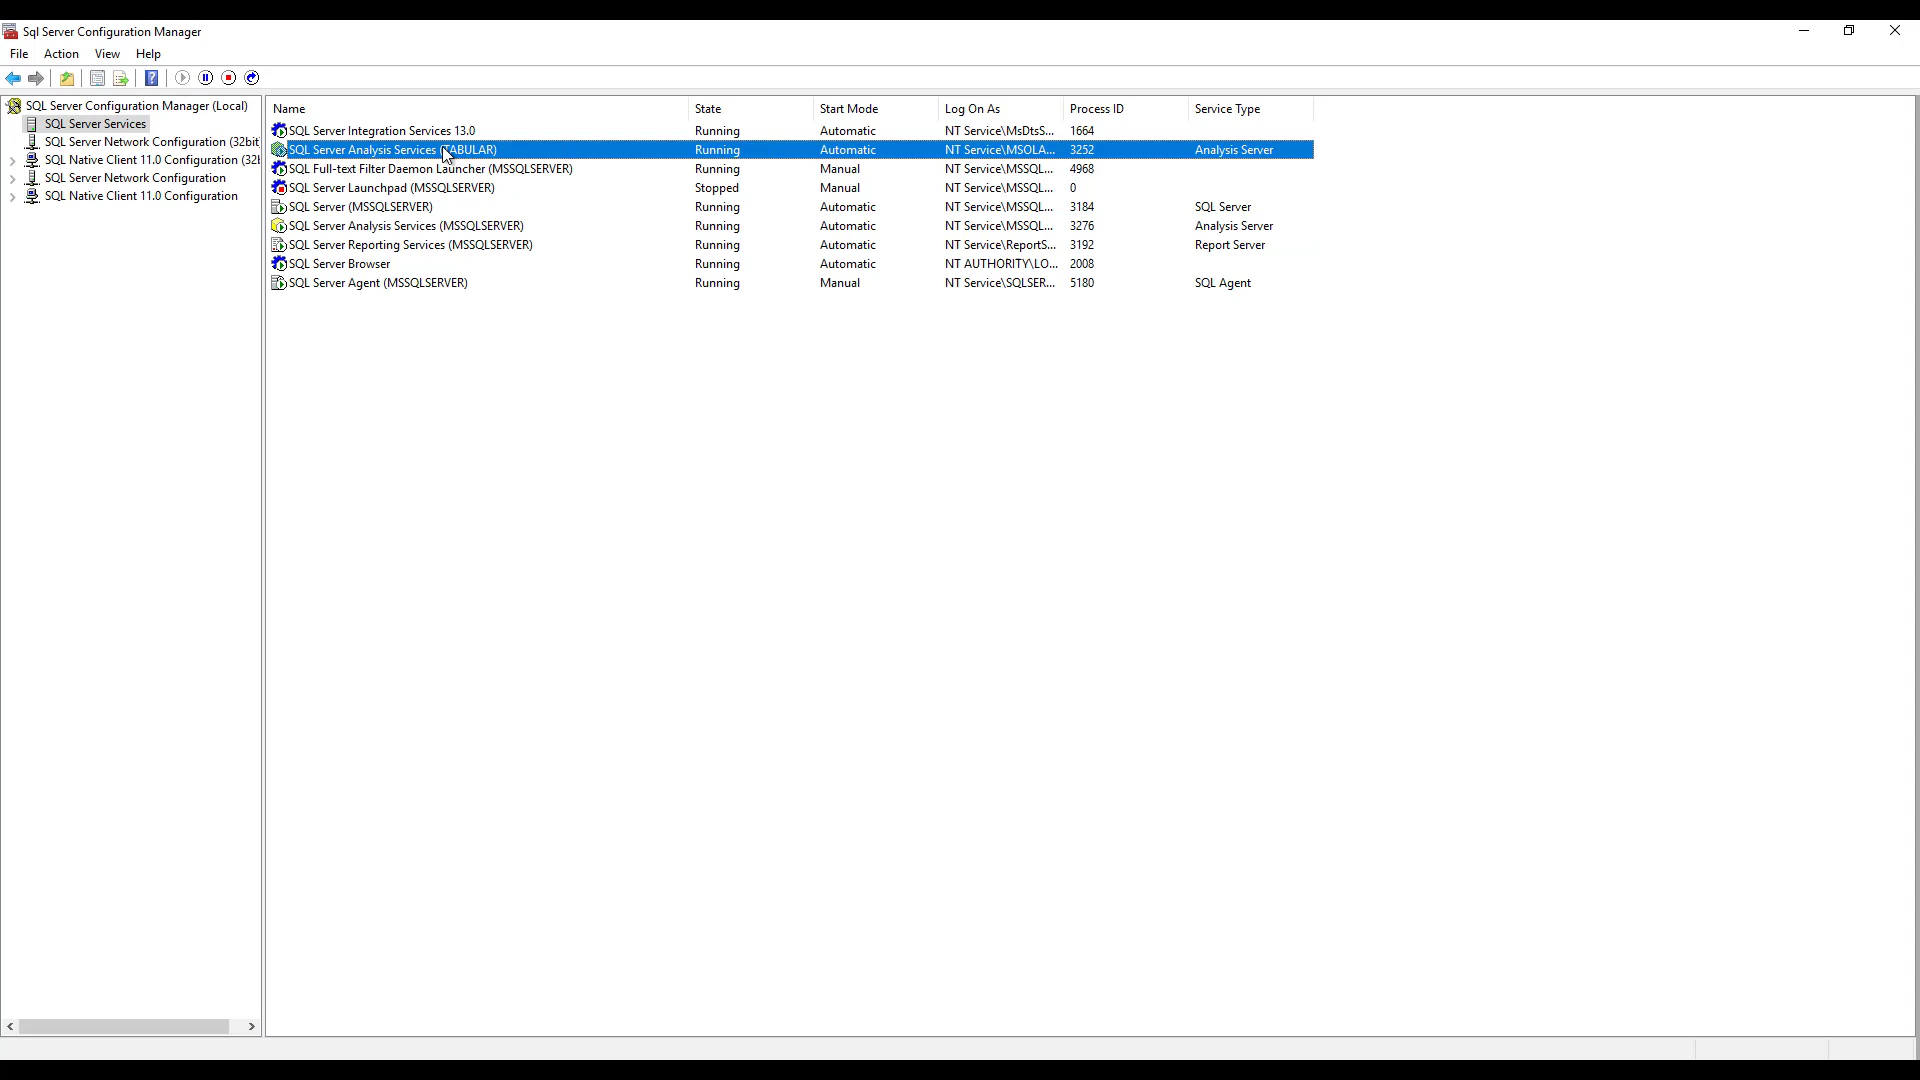 Sql Server Configuration Manager
File Action View Help
SQL Server Configuration Manager (Local)
SQL Server Services
SQL Server Network Configuration (32bit
SQL Native Client 11.0 Configuration (32
SQL Server Network Configuration
SQL Native Client 11.0 Configuration
Name State Start Mode Log On As Process ID Service Type
SQL Server Integration Services 13.0 Running Automatic NT Service\MsDtsS... 1664
SQL Server Analysis Services (TABULAR) Running Automatic NT Service\MSOLA... 3252 Analysis Server
SQL Full-text Filter Daemon Launcher (MSSQLSERVER) Running Manual NT Service\MSSQL... 4968
SQL Server Launchpad (MSSQLSERVER) Stopped Manual NT Service\MSSQL... 0
SQL Server (MSSQLSERVER) Running Automatic NT Service\MSSQL... 3184 SQL Server
SQL Server Analysis Services (MSSQLSERVER) Running Automatic NT Service\MSSQL... 3276 Analysis Server
SQL Server Reporting Services (MSSQLSERVER) Running Automatic NT Service\ReportS... 3192 Report Server
SQL Server Browser Running Automatic NT AUTHORITY\LO... 2008
SQL Server Agent (MSSQLSERVER) Running Manual NT Service\SQLSER... 5180 SQL Agent